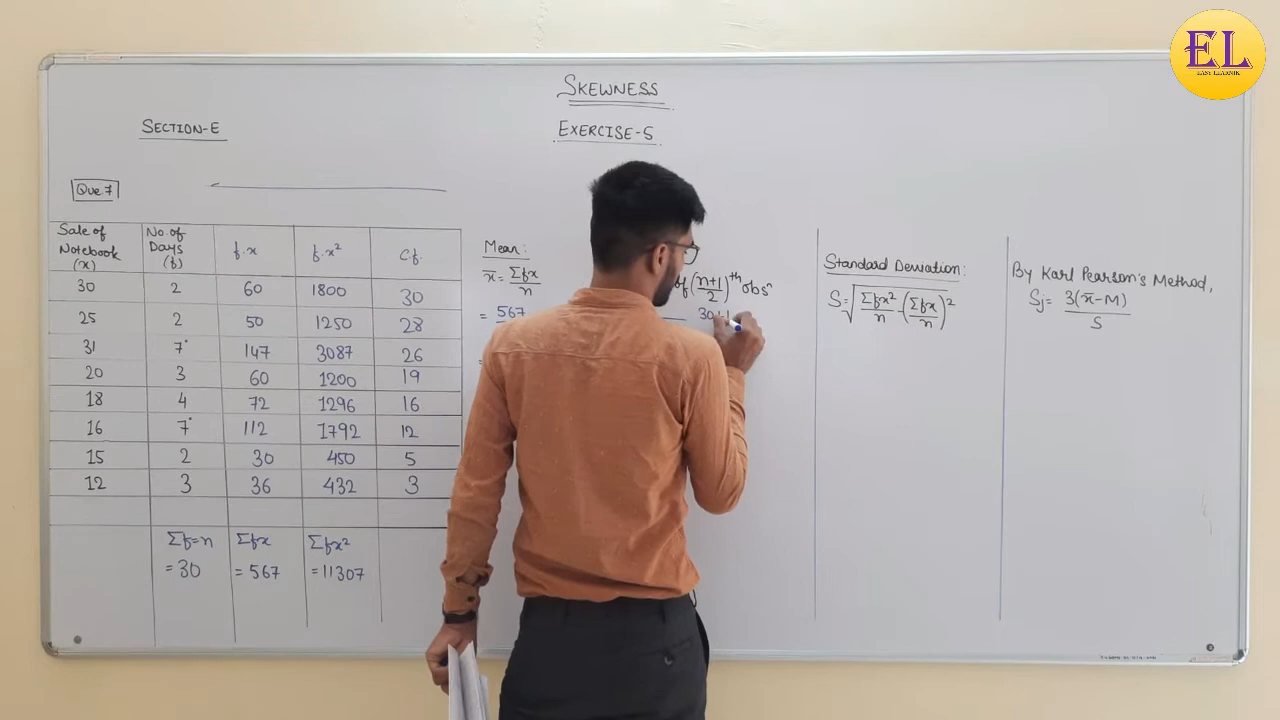 EL
EASY LEARNIK
SKEWNESS
EXERCISE-5
SECTION-E
Que 7
Sale of Notebook (x) No. of Days (f) f.x f.x² C.f.
30 2 60 1800 30
25 2 50 1250 28
31 7 147 3087 26
20 3 60 1200 19
18 4 72 1296 16
16 7 112 1792 12
15 2 30 450 5
12 3 36 432 3
Σf=n Σfx Σfx²
=30 =567 =11307
Mean:
x̄ = Σfx/n
= 567
=
of (n+1/2)th obsn
30+1
Standard Deviation:
S=√Σfx²/n-(Σfx/n)²
By Karl Pearson's Method,
Sj= 3(x̄-M)/S